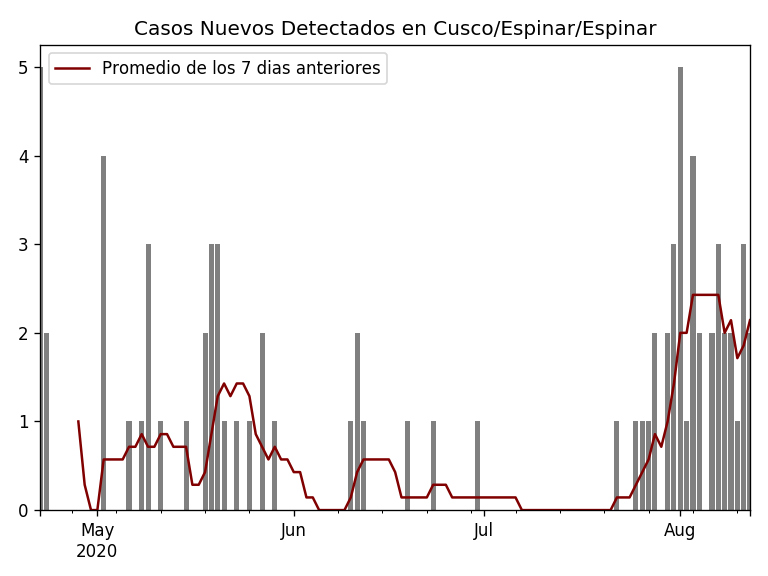 Casos Nuevos Detectados en Cusco/Espinar/Espinar
Promedio de los 7 dias anteriores
5
4
3
2
1
0
May
2020
Jun
Jul
Aug